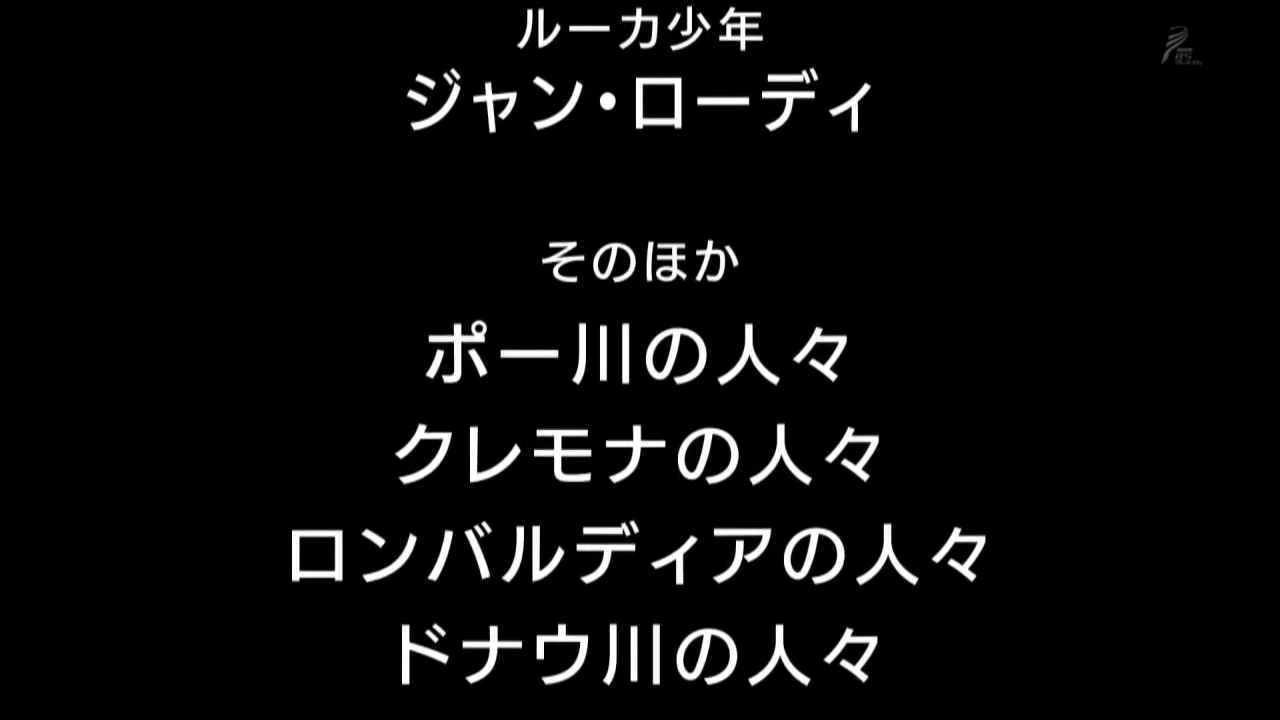 ルーカ少年
ジャン・ローディ
そのほか
ポー川の人々
クレモナの人々
ロンバルディアの人々
ドナウ川の人々